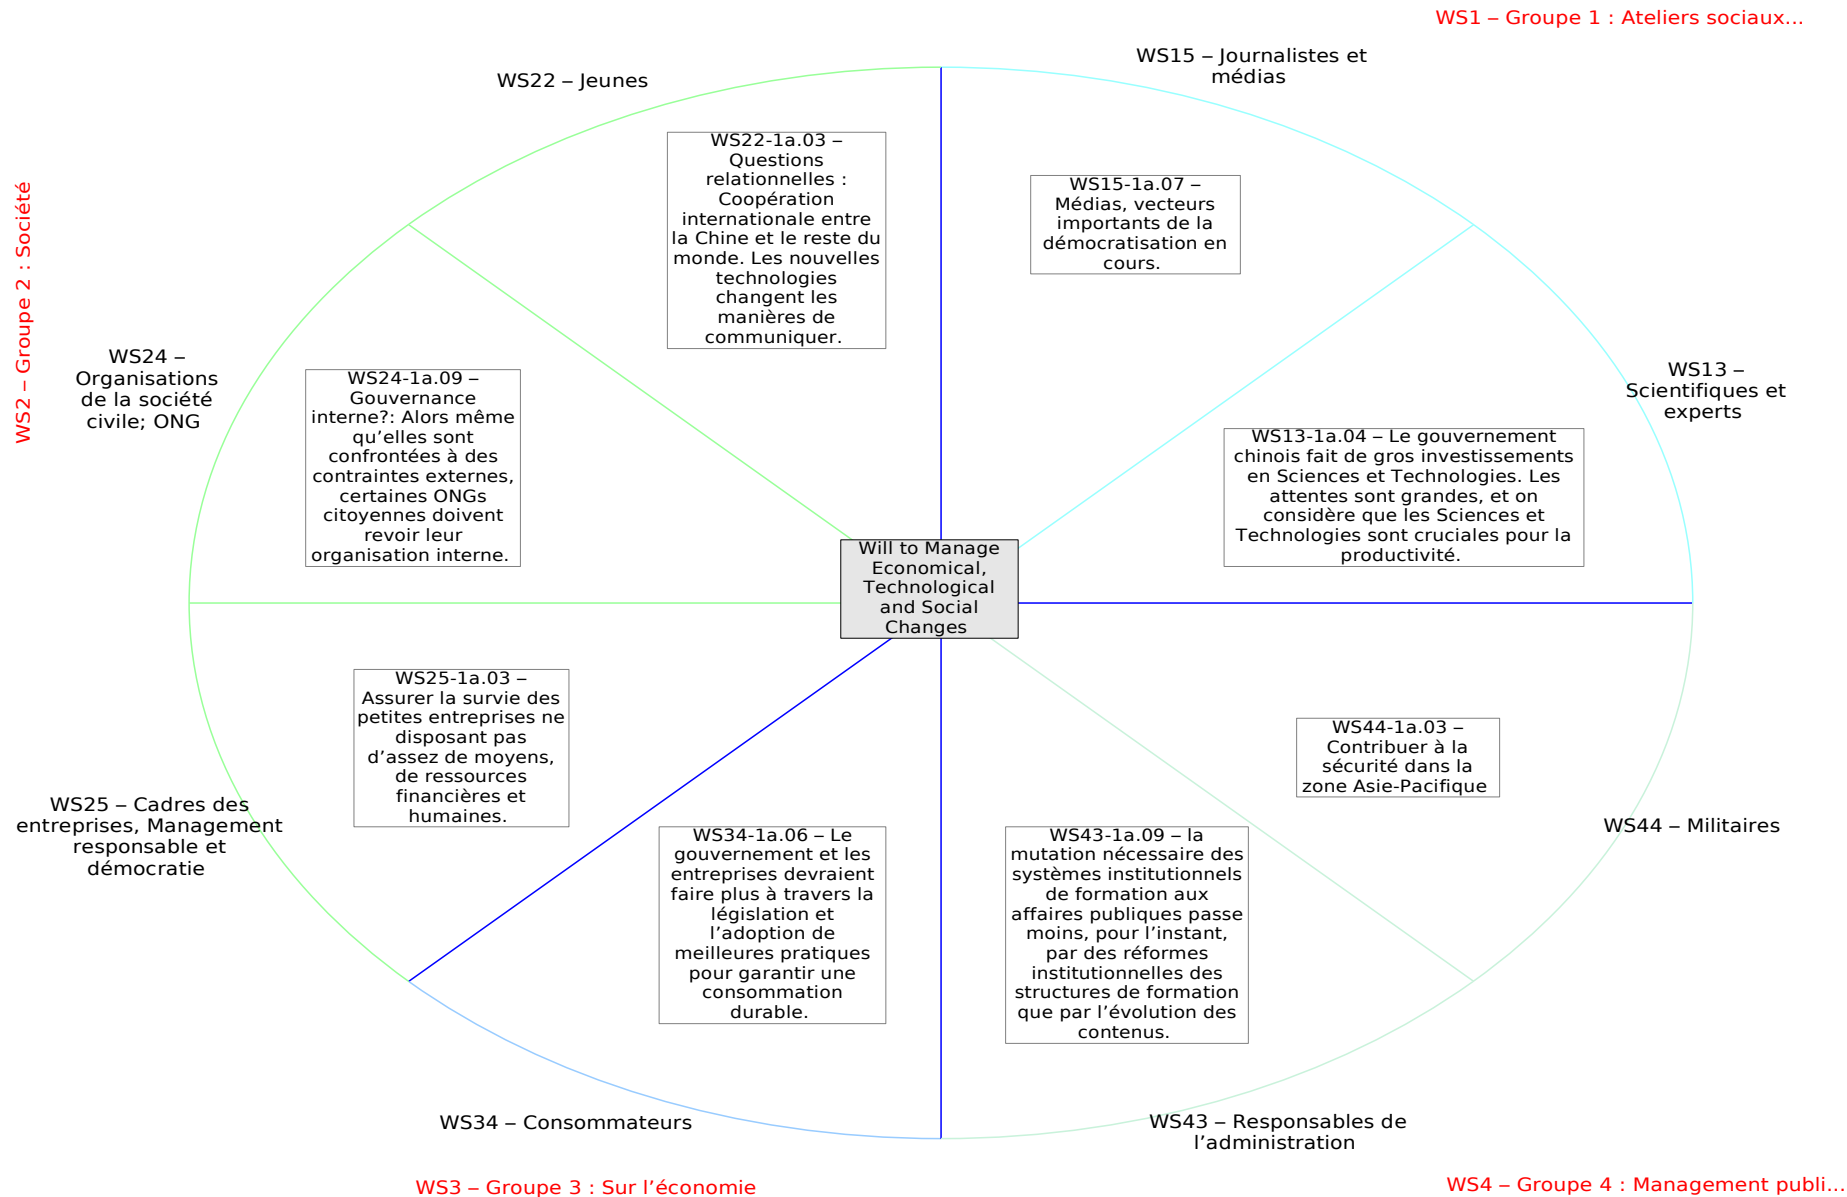 WS1 – Groupe 1 : Ateliers sociaux...
WS15 – Journalistes et
médias
WS22 – Jeunes
WS22-1a.03 –
Questions
relationnelles :
Coopération
internationale entre
la Chine et le reste du
monde. Les nouvelles
technologies
changent les
manières de
communiquer.
WS15-1a.07 –
Médias, vecteurs
importants de la
démocratisation en
cours.
WS2 – Groupe 2 : Société
WS24 –
Organisations
de la société
civile; ONG
WS24-1a.09 –
Gouvernance
interne?: Alors même
qu’elles sont
confrontées à des
contraintes externes,
certaines ONGs
citoyennes doivent
revoir leur
organisation interne.
WS13 –
Scientifiques et
experts
WS13-1a.04 – Le gouvernement
chinois fait de gros investissements
en Sciences et Technologies. Les
attentes sont grandes, et on
considère que les Sciences et
Technologies sont cruciales pour la
productivité.
Will to Manage
Economical,
Technological
and Social
Changes
WS25-1a.03 –
Assurer la survie des
petites entreprises ne
disposant pas
d’assez de moyens,
de ressources
financières et
humaines.
WS44-1a.03 –
Contribuer à la
sécurité dans la
zone Asie-Pacifique
WS25 – Cadres des
entreprises, Management
responsable et
démocratie
WS34-1a.06 – Le
gouvernement et les
entreprises devraient
faire plus à travers la
législation et
l’adoption de
meilleures pratiques
pour garantir une
consommation
durable.
WS43-1a.09 – la
mutation nécessaire des
systèmes institutionnels
de formation aux
affaires publiques passe
moins, pour l’instant,
par des réformes
institutionnelles des
structures de formation
que par l’évolution des
contenus.
WS44 – Militaires
WS34 – Consommateurs
WS43 – Responsables de
l’administration
WS3 – Groupe 3 : Sur l’économie
WS4 – Groupe 4 : Management publi...